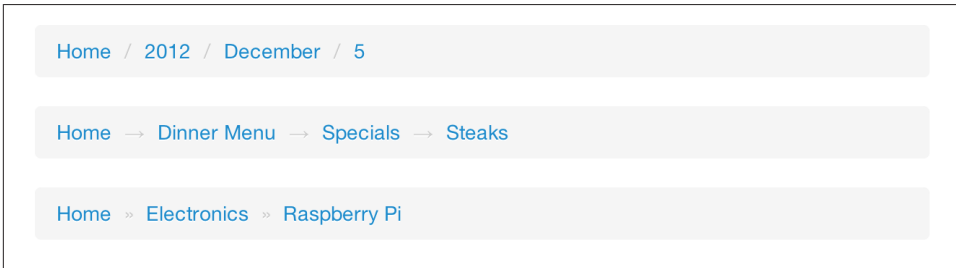 Home / 2012 / December / 5
Home → Dinner Menu → Specials → Steaks
Home » Electronics » Raspberry Pi